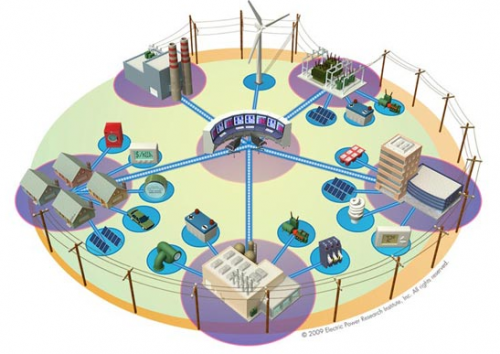 © 2009 Electric Power Research Institute, Inc. All rights reserved.